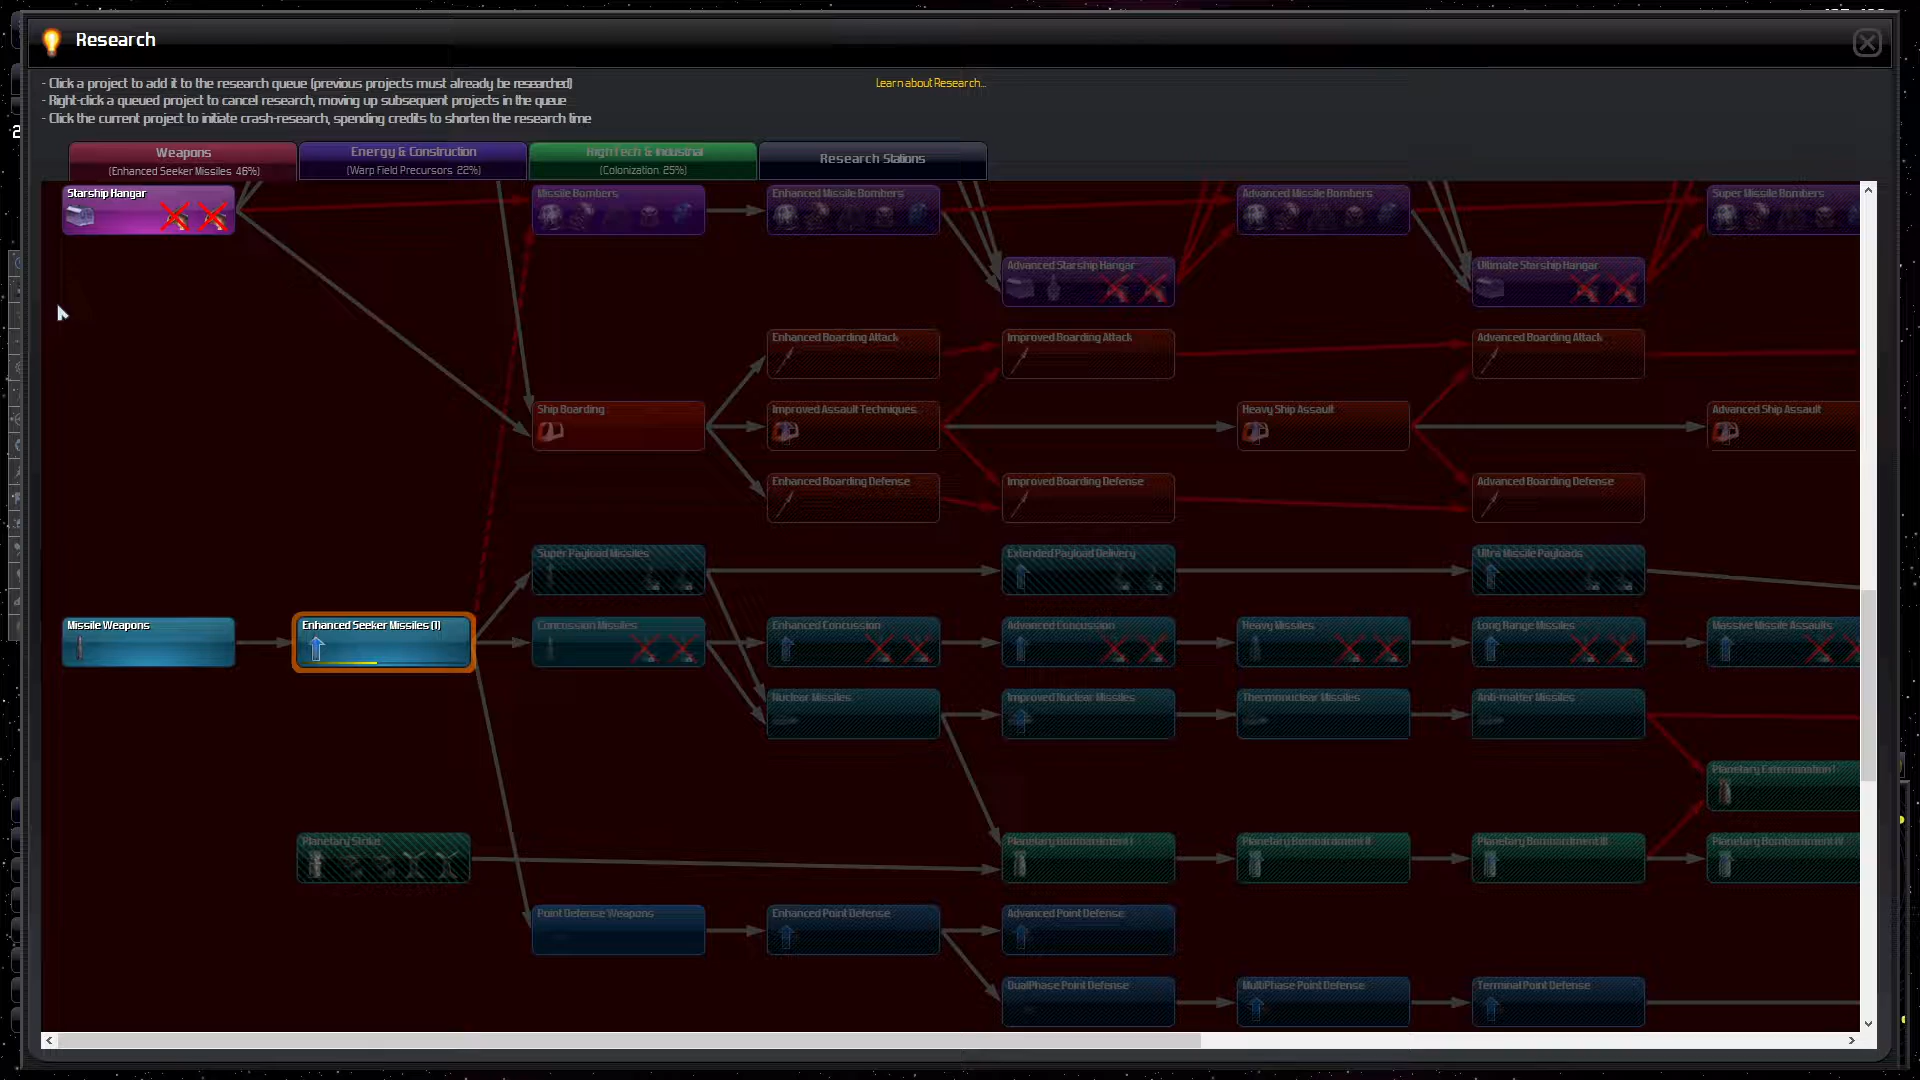 Research
- Click a project to add it to the research queue (previous projects must already be researched)
Learn about Research...
- Right-click a queued project to cancel research, moving up subsequent projects in the queue
- Click the current project to initiate crash-research, spending credits to shorten the research time
Weapons
(Enhanced Seeker Missiles 46%)
Energy & Construction
(Warp Field Precursors 22%)
HighTech & Industrial
(Colonization 25%)
Research Stations
Starship Hangar
Missile Bombers
Enhanced Missile Bombers
Advanced Missile Bombers
Super Missile Bombers
Advanced Starship Hangar
Ultimate Starship Hangar
Enhanced Boarding Attack
Improved Boarding Attack
Advanced Boarding Attack
Ship Boarding
Improved Assault Techniques
Heavy Ship Assault
Advanced Ship Assault
Enhanced Boarding Defense
Improved Boarding Defense
Advanced Boarding Defense
Super Payload Missiles
Extended Payload Delivery
Ultra Missile Payloads
Missile Weapons
Enhanced Seeker Missiles (1)
Concussion Missiles
Enhanced Concussion
Advanced Concussion
Heavy Missiles
Long Range Missiles
Massive Missile Assaults
Nuclear Missiles
Improved Nuclear Missiles
Thermonuclear Missiles
Anti-matter Missiles
Planetary Extermination I
Planetary Strike
Planetary Bombardment I
Planetary Bombardment II
Planetary Bombardment III
Planetary Bombardment IV
Point Defense Weapons
Enhanced Point Defense
Advanced Point Defense
DualPhase Point Defense
MultiPhase Point Defense
Terminal Point Defense